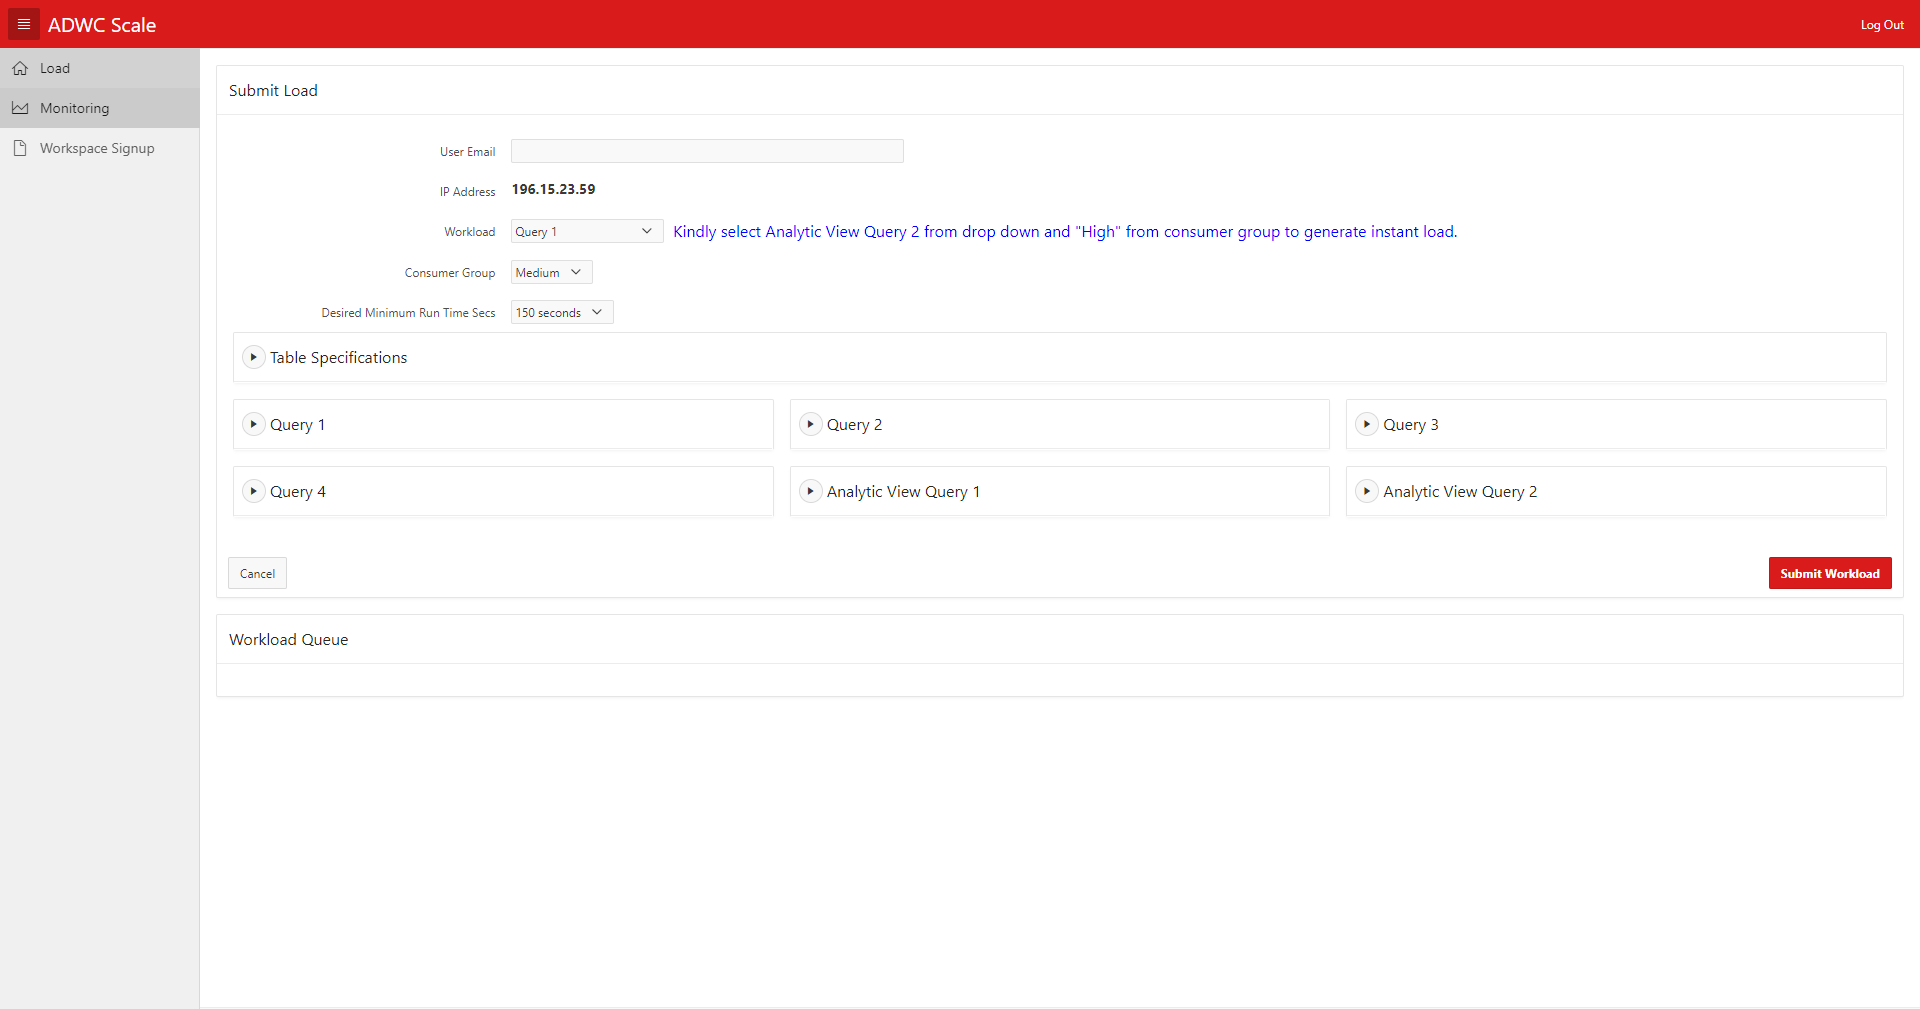 ADWC Scale
Log Out
Load
Monitoring
Workspace Signup
Submit Load
User Email
IP Address 196.15.23.59
Workload Query 1 Kindly select Analytic View Query 2 from drop down and "High" from consumer group to generate instant load.
Consumer Group Medium
Desired Minimum Run Time Secs 150 seconds
Table Specifications
Query 1 Query 2 Query 3
Query 4 Analytic View Query 1 Analytic View Query 2
Cancel Submit Workload
Workload Queue